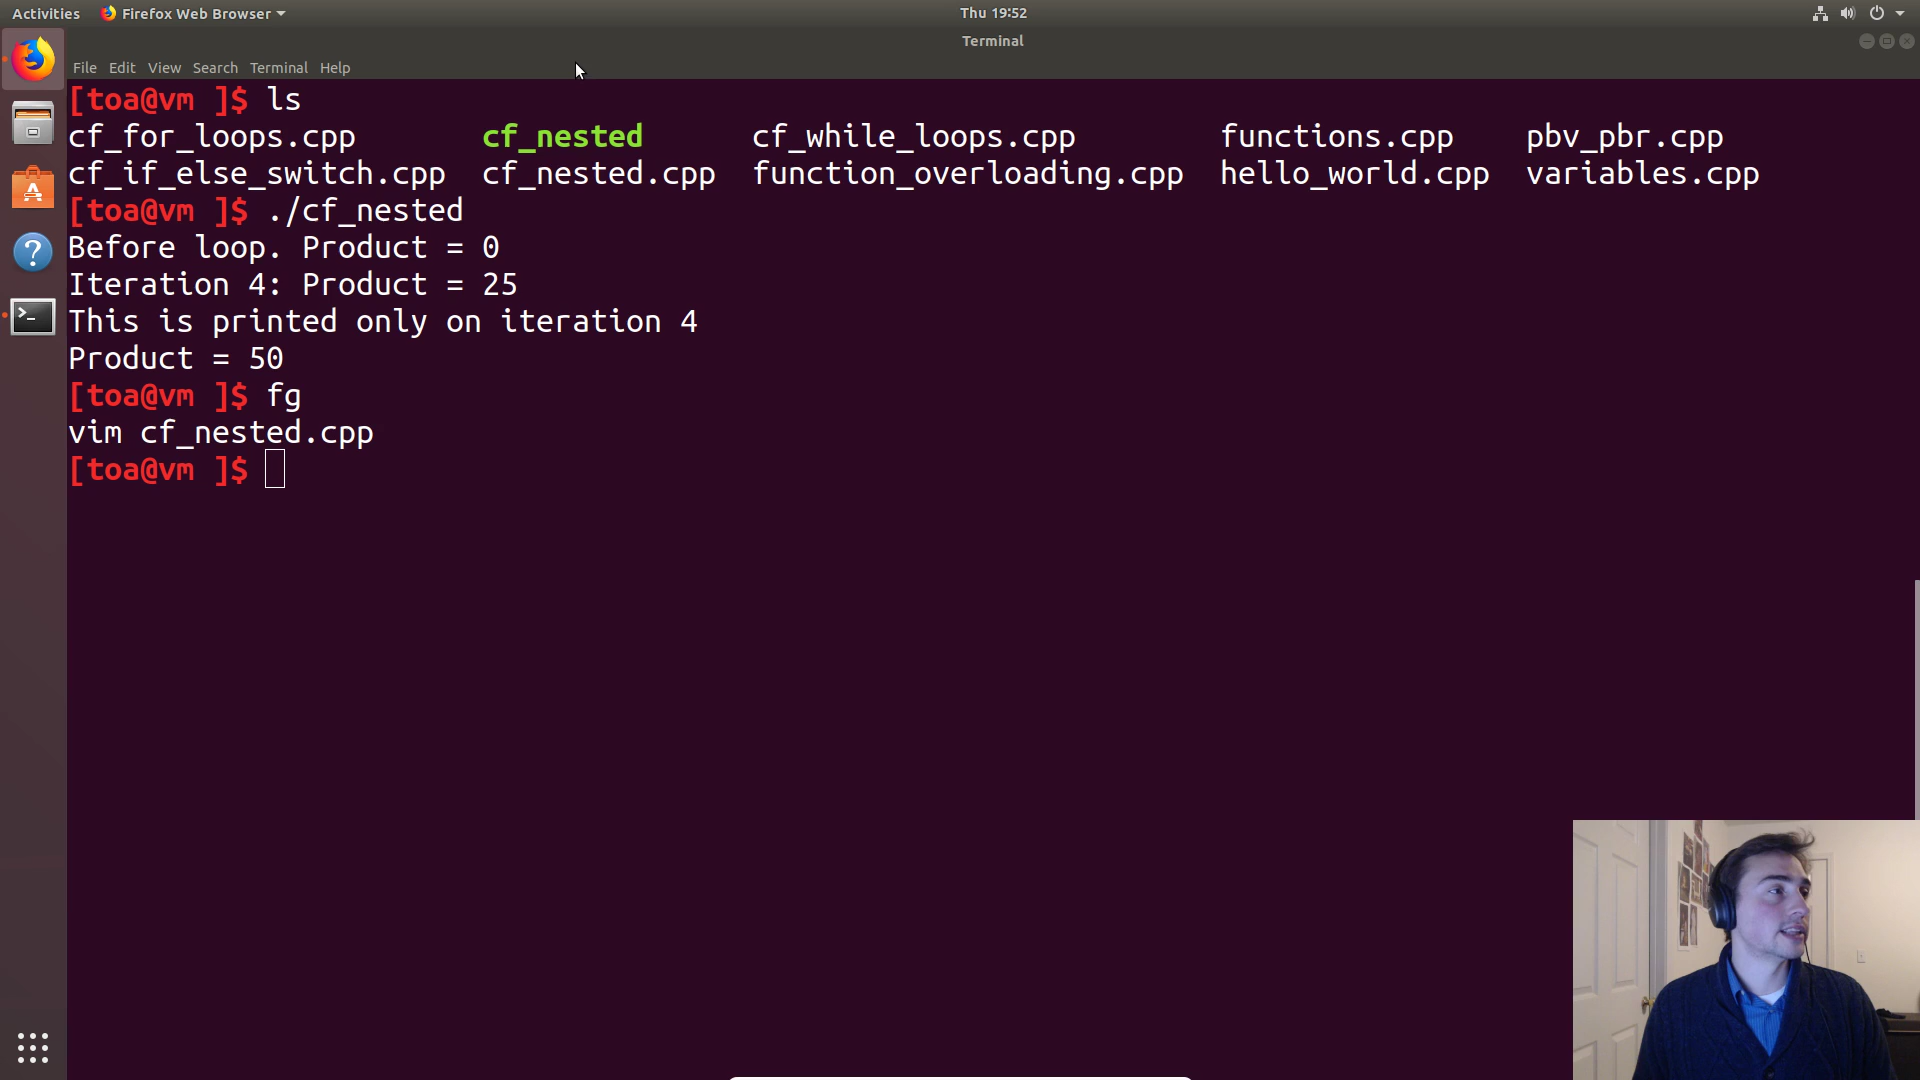 Activities Firefox Web Browser Thu 19:52
Terminal
File Edit View Search Terminal Help
[toa@vm ]$ ls
cf_for_loops.cpp cf_nested cf_while_loops.cpp functions.cpp pbv_pbr.cpp
cf_if_else_switch.cpp cf_nested.cpp function_overloading.cpp hello_world.cpp variables.cpp
[toa@vm ]$ ./cf_nested
Before loop. Product = 0
Iteration 4: Product = 25
This is printed only on iteration 4
Product = 50
[toa@vm ]$ fg
vim cf_nested.cpp
[toa@vm ]$